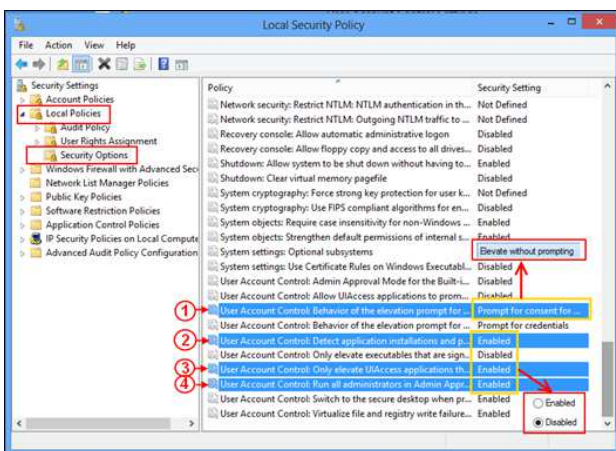 Local Security Policy
File Action View Help
Security Settings
Account Policies
Local Policies
Audit Policy
User Rights Assignment
Security Options
Windows Firewall with Advanced Secu
Network List Manager Policies
Public Key Policies
Software Restriction Policies
Application Control Policies
IP Security Policies on Local Compute
Advanced Audit Policy Configuration
Policy Security Setting
Network security: Restrict NTLM: NTLM authentication in th... Not Defined
Network security: Restrict NTLM: Outgoing NTLM traffic to ... Not Defined
Recovery console: Allow automatic administrative logon Disabled
Recovery console: Allow floppy copy and access to all drives... Disabled
Shutdown: Allow system to be shut down without having to... Enabled
Shutdown: Clear virtual memory pagefile Disabled
System cryptography: Force strong key protection for user k... Not Defined
System cryptography: Use FIPS compliant algorithms for en... Disabled
System objects: Require case insensitivity for non-Windows ... Enabled
System objects: Strengthen default permissions of internal s... Enabled
System settings: Optional subsystems Elevate without prompting
System settings: Use Certificate Rules on Windows Executabl... Disabled
User Account Control: Admin Approval Mode for the Built-i... Disabled
User Account Control: Allow UIAccess applications to prom... Disabled
1 User Account Control: Behavior of the elevation prompt for ... Prompt for consent for ...
User Account Control: Behavior of the elevation prompt for ... Prompt for credentials
2 User Account Control: Detect application installations and p... Enabled
User Account Control: Only elevate executables that are sign... Disabled
3 User Account Control: Only elevate UIAccess applications th... Enabled
4 User Account Control: Run all administrators in Admin Appr... Enabled
User Account Control: Switch to the secure desktop when pr... Enabled
User Account Control: Virtualize file and registry write failure... Enabled
Enabled
Disabled